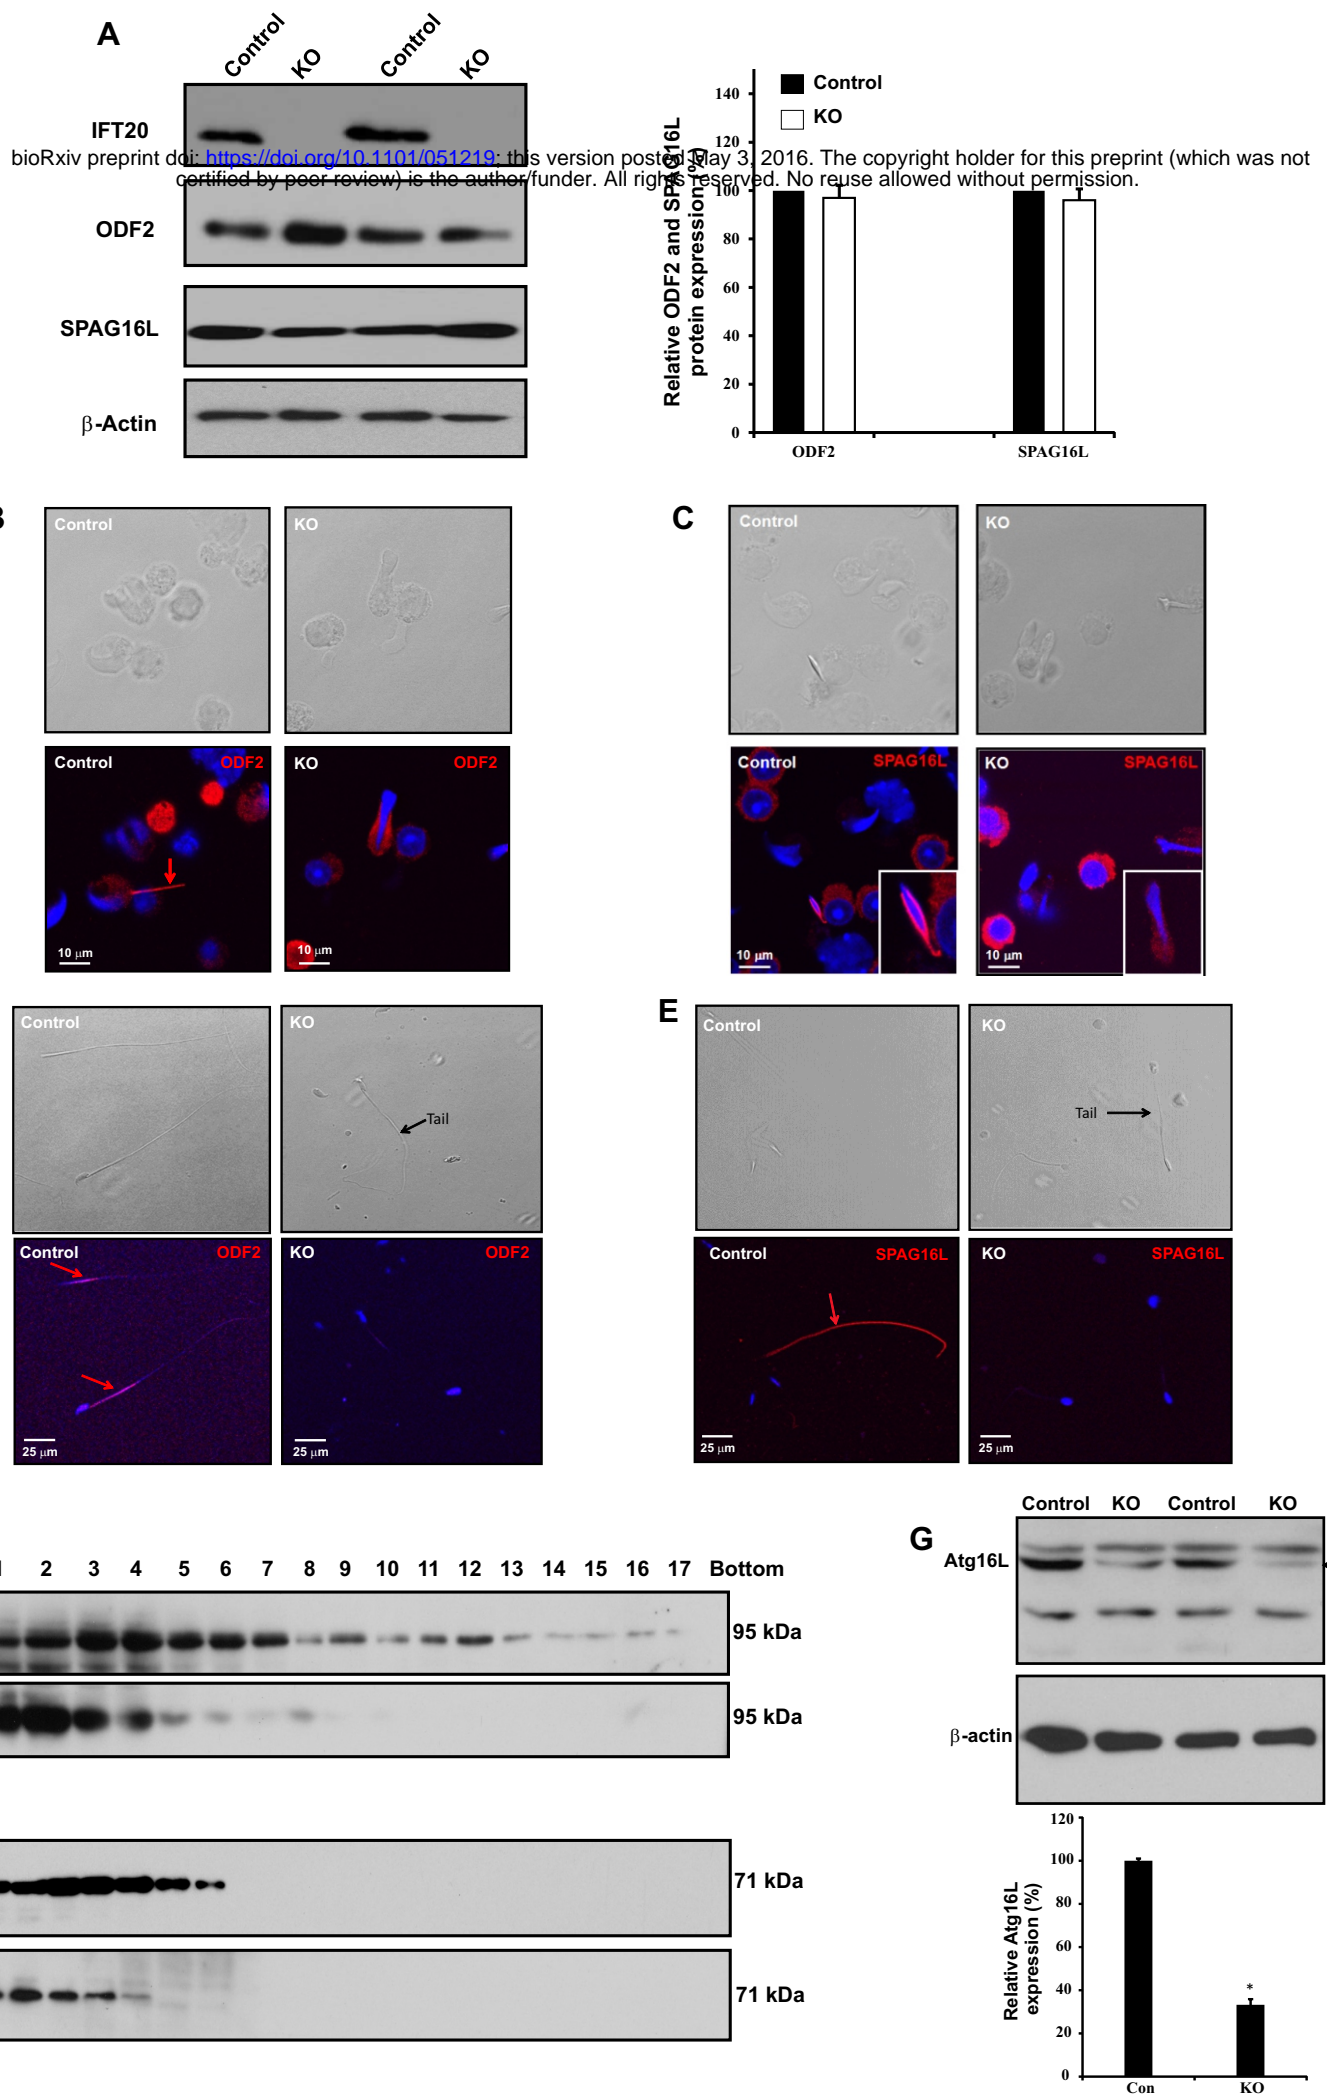 A
Control KO Control KO
IFT20
ODF2
SPAG16L
β-Actin
Control
KO
140
120
100
80
60
40
20
0
Relative ODF2 and SPAG16L
protein expression (%)
ODF2 SPAG16L
bioRxiv preprint doi: https://doi.org/10.1101/051219; this version posted May 3, 2016. The copyright holder for this preprint (which was not
certified by peer review) is the author/funder. All rights reserved. No reuse allowed without permission.
Control KO
Control ODF2 KO ODF2
10 μm 10 μm
C
Control KO
Control SPAG16L KO SPAG16L
10 μm 10 μm
Control KO
Tail
Control ODF2 KO ODF2
25 μm 25 μm
E
Control KO
Tail
Control SPAG16L KO SPAG16L
25 μm 25 μm
2 3 4 5 6 7 8 9 10 11 12 13 14 15 16 17 Bottom
95 kDa
95 kDa
71 kDa
71 kDa
G
Control KO Control KO
Atg16L
β-actin
120
100
80
60
40
20
0
Relative Atg16L
expression (%)
*
Con KO